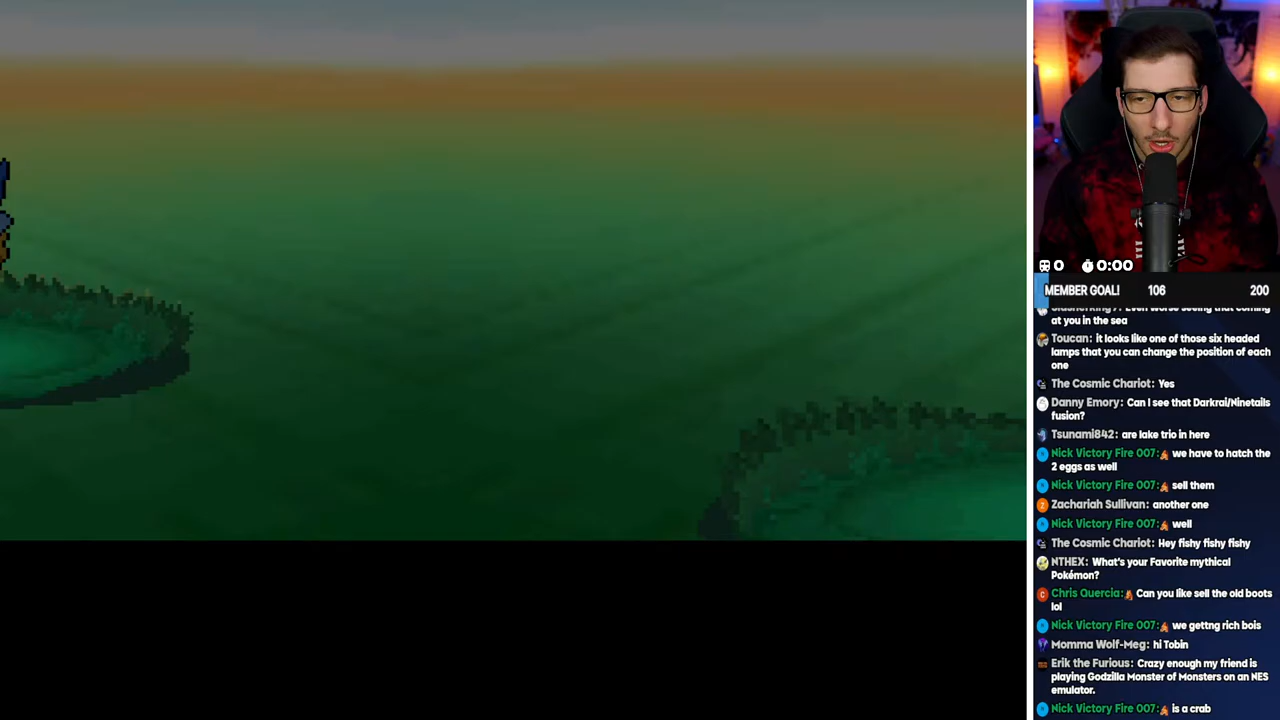 0 0:00
MEMBER GOAL! 106 200
at you in the sea
Toucan: it looks like one of those six headed
lamps that you can change the position of each
one
The Cosmic Chariot: Yes
Danny Emory: Can I see that Darkrai/Ninetails
fusion?
Tsunami842: are lake trio in here
Nick Victory Fire 007: we have to hatch the
2 eggs as well
Nick Victory Fire 007: sell them
Zachariah Sullivan: another one
Nick Victory Fire 007: well
The Cosmic Chariot: Hey fishy fishy fishy
NTHEX: What's your Favorite mythical
Pokémon?
Chris Quercia: Can you like sell the old boots
lol
Nick Victory Fire 007: we gettng rich bois
Momma Wolf-Meg: hi Tobin
Erik the Furious: Crazy enough my friend is
playing Godzilla Monster of Monsters on an NES
emulator.
Nick Victory Fire 007: is a crab